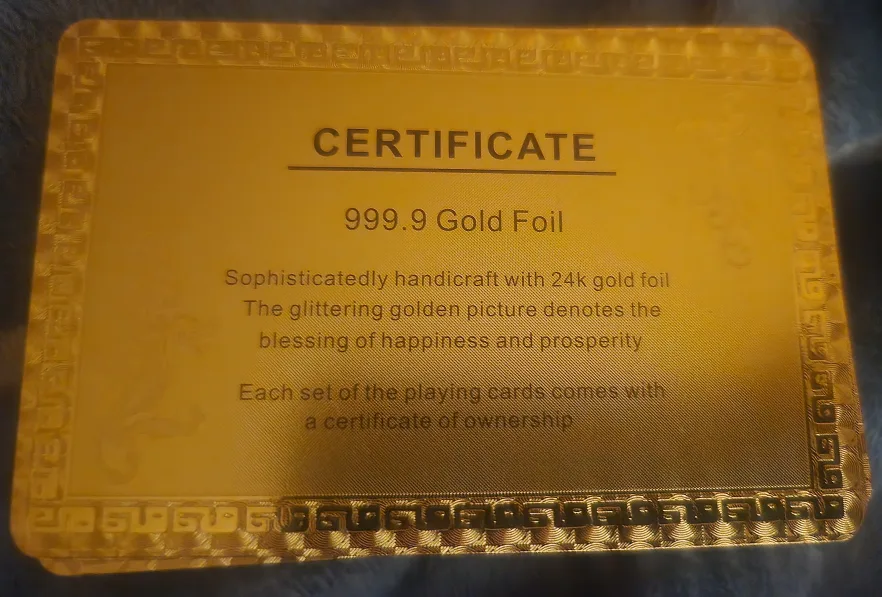 CERTIFICATE
999.9 Gold Foil
Sophisticatedly handicraft with 24k gold foil
The glittering golden picture denotes the
blessing of happiness and prosperity
Each set of the playing cards comes with
a certificate of ownership